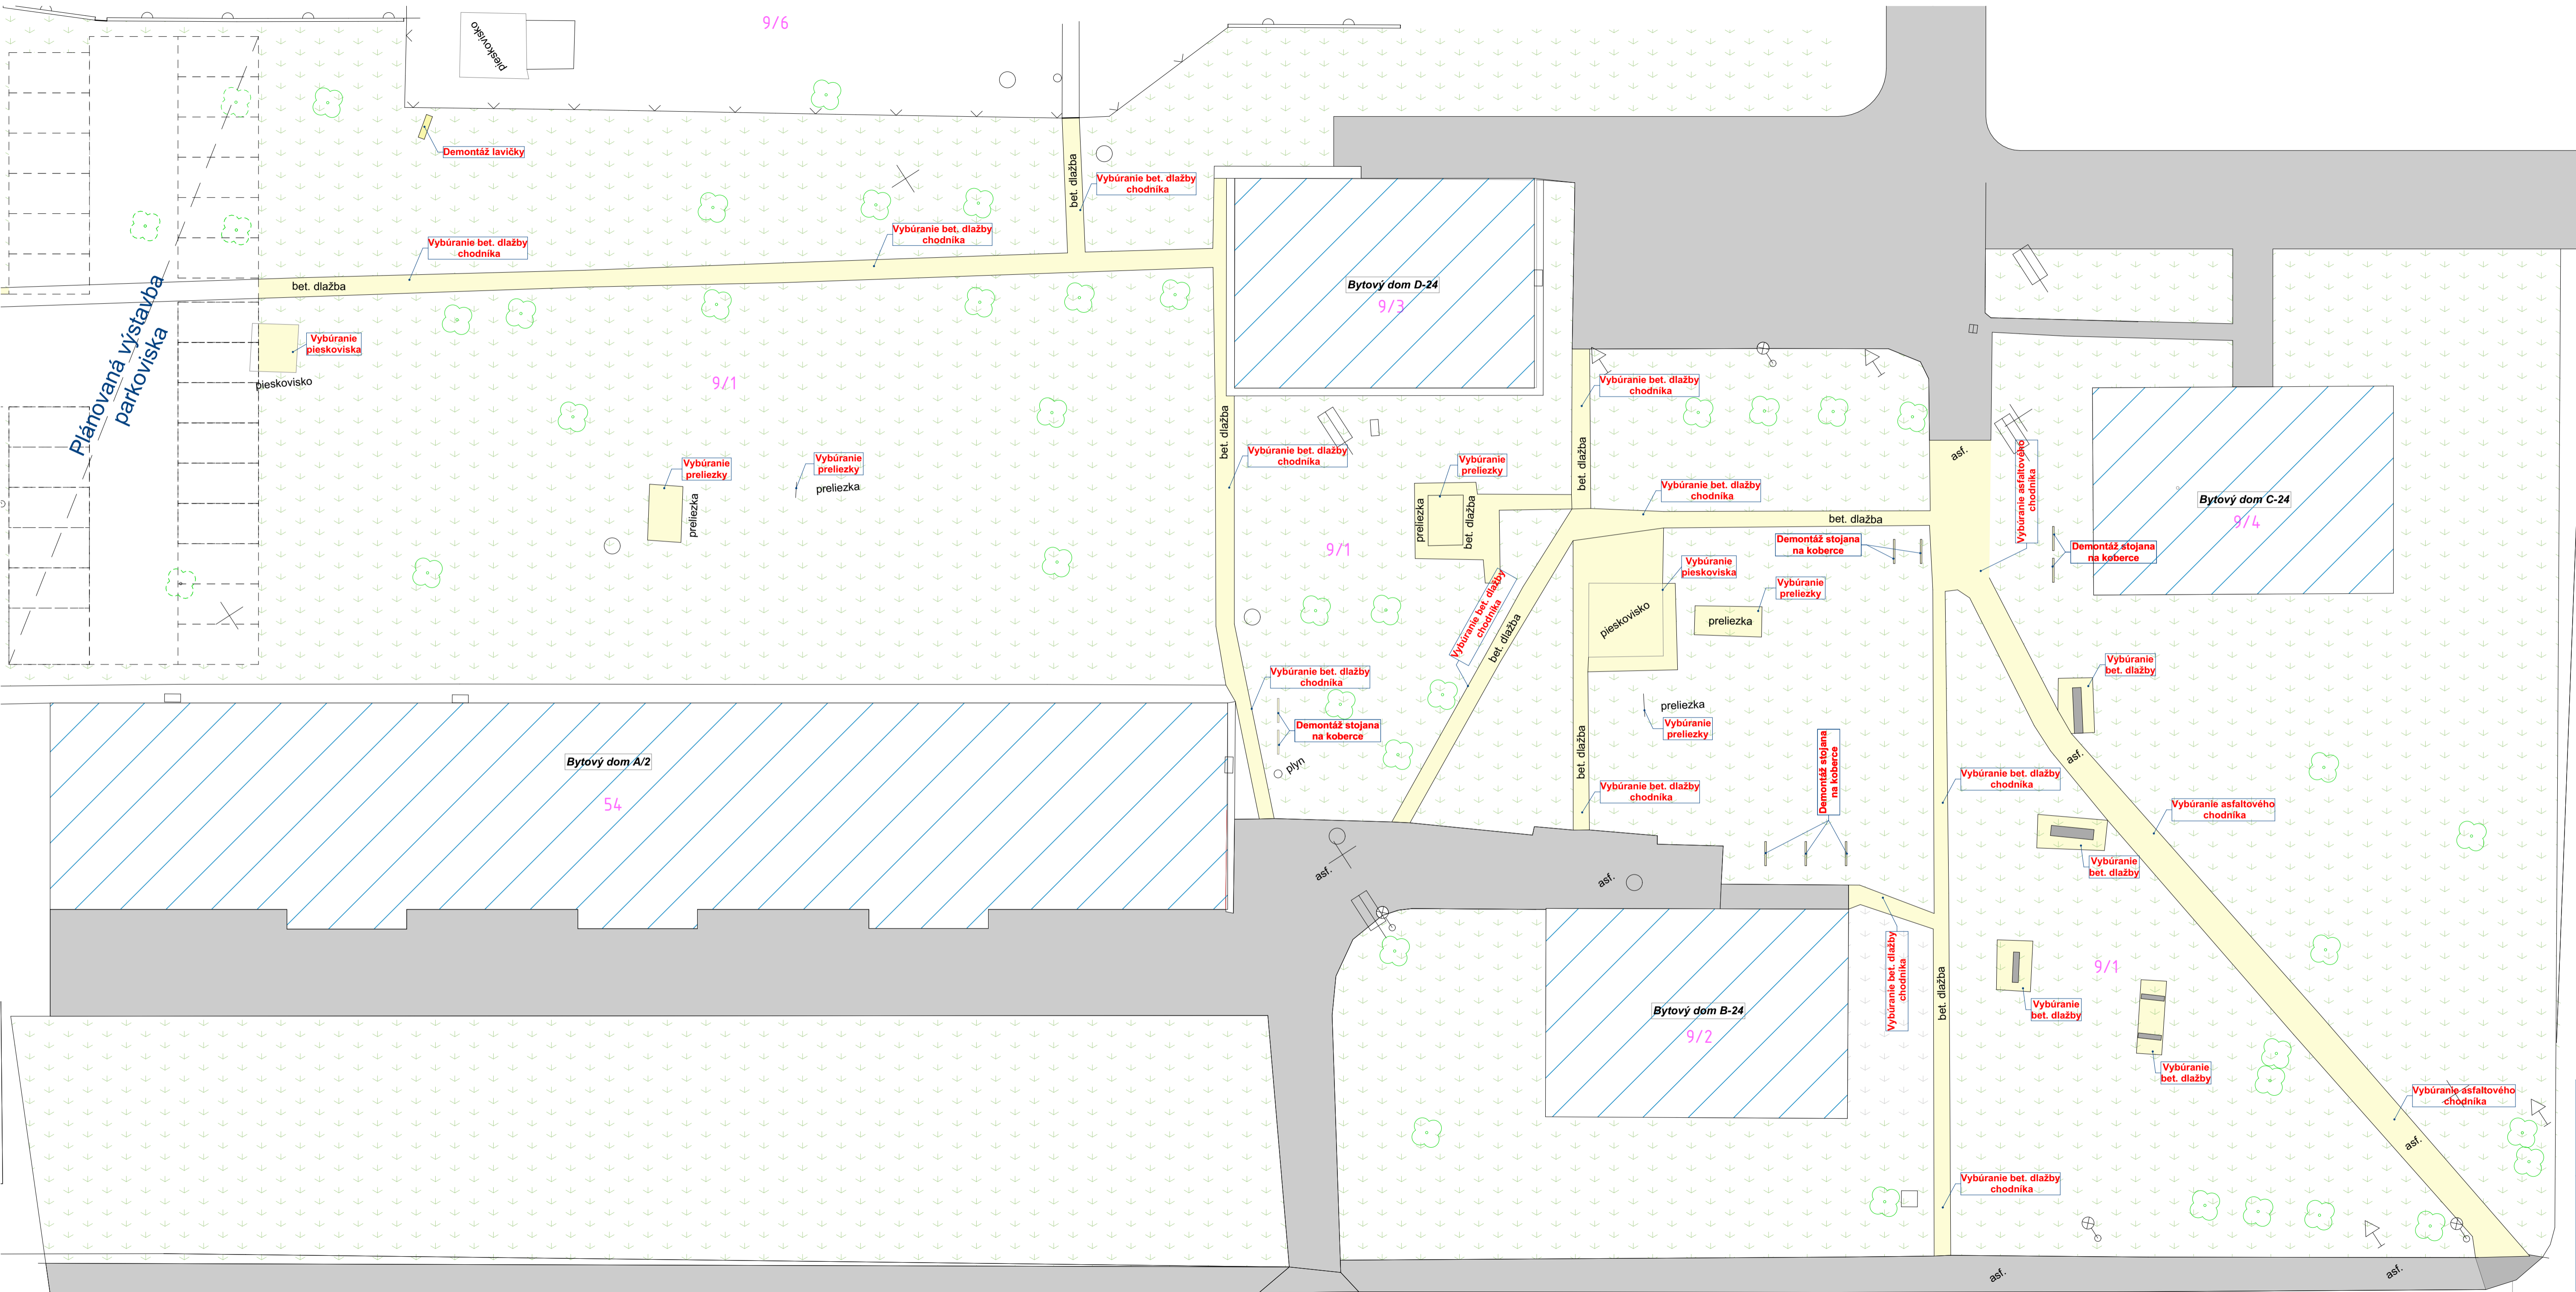 pieskovisko
9/6
Demontáž lavičky
bet. dlažba
Vybúranie bet. dlažby
chodníka
Vybúranie bet. dlažby
chodníka
Vybúranie bet. dlažby
chodníka
bet. dlažba
Plánovaná výstavba
parkoviska
Vybúranie
pieskoviska
pieskovisko
9/1
Bytový dom D-24
9/3
Vybúranie bet. dlažby
chodníka
bet. dlažba
Vybúranie bet. dlažby
chodníka
bet. dlažba
Vybúranie
preliezky
preliezka
Vybúranie
preliezky
preliezka
Vybúranie
preliezky
preliezka
bet. dlažba
Vybúranie bet. dlažby
chodníka
bet. dlažba
asf.
Vybúranie asfaltového
chodníka
Bytový dom C-24
9/4
9/1
Demontáž stojana
na koberce
Demontáž stojana
na koberce
Vybúranie
pieskoviska
pieskovisko
Vybúranie
preliezky
preliezka
Vybúranie bet. dlažby
chodníka
bet. dlažba
Vybúranie bet. dlažby
chodníka
Demontáž stojana
na koberce
plyn
preliezka
Vybúranie
preliezky
bet. dlažba
Vybúranie bet. dlažby
chodníka
Demontáž stojana
na koberce
Vybúranie
bet. dlažby
asf.
Vybúranie bet. dlažby
chodníka
Vybúranie asfaltového
chodníka
Vybúranie
bet. dlažby
Bytový dom A/2
54
asf.
asf.
Vybúranie bet. dlažby
chodníka
bet. dlažba
9/1
Vybúranie
bet. dlažby
Vybúranie
bet. dlažby
Bytový dom B-24
9/2
Vybúranie asfaltového
chodníka
asf.
Vybúranie bet. dlažby
chodníka
asf.
asf.